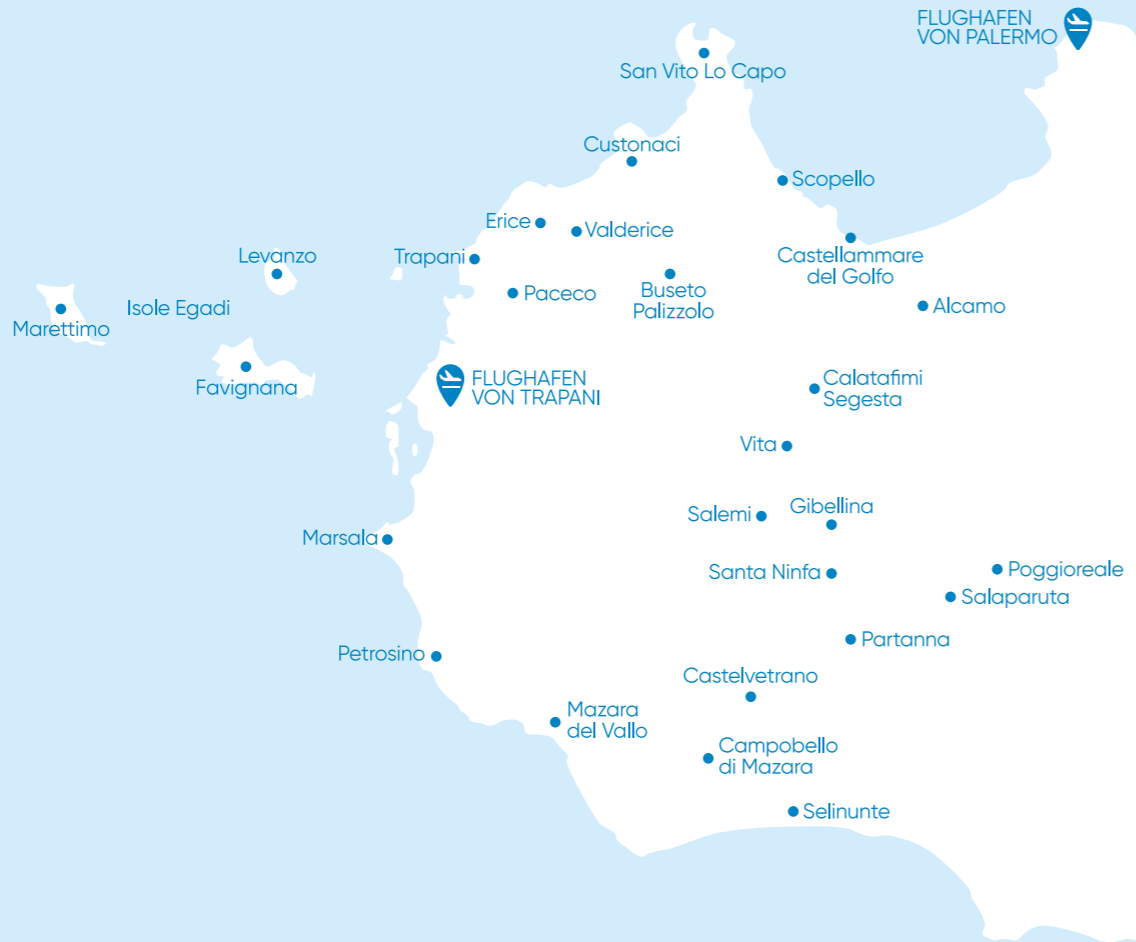 FLUGHAFEN
VON PALERMO
San Vito Lo Capo
Custonaci
Scopello
Erice
Valderice
Levanzo
Trapani
Castellammare
del Golfo
Paceco
Buseto
Palizzolo
Isole Egadi
Alcamo
Marettimo
Favignana
FLUGHAFEN
VON TRAPANI
Calatafimi
Segesta
Vita
Salemi
Gibellina
Marsala
Santa Ninfa
Poggioreale
Salaparuta
Partanna
Petrosino
Castelvetrano
Mazara
del Vallo
Campobello
di Mazara
Selinunte